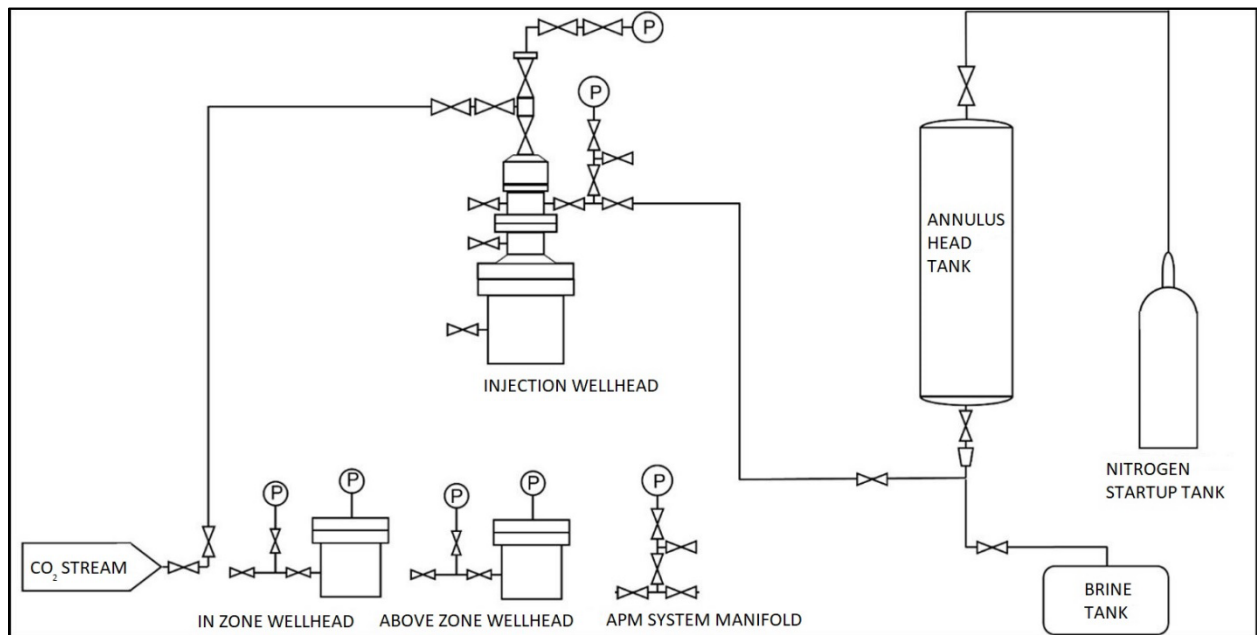 P
P
ANNULUS
HEAD
TANK
INJECTION WELLHEAD
NITROGEN
STARTUP TANK
P
P
P
P
P
CO₂ STREAM
IN ZONE WELLHEAD
ABOVE ZONE WELLHEAD
APM SYSTEM MANIFOLD
BRINE
TANK